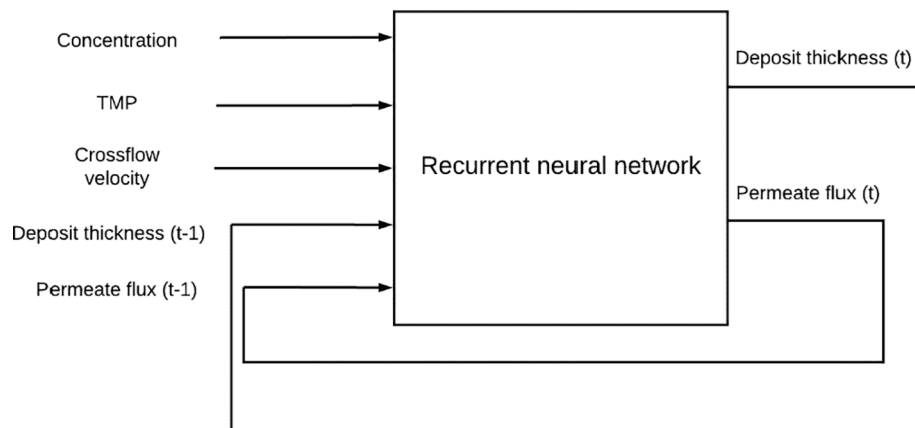 Concentration
TMP
Crossflow
velocity
Deposit thickness (t-1)
Permeate flux (t-1)
Recurrent neural network
Deposit thickness (t)
Permeate flux (t)